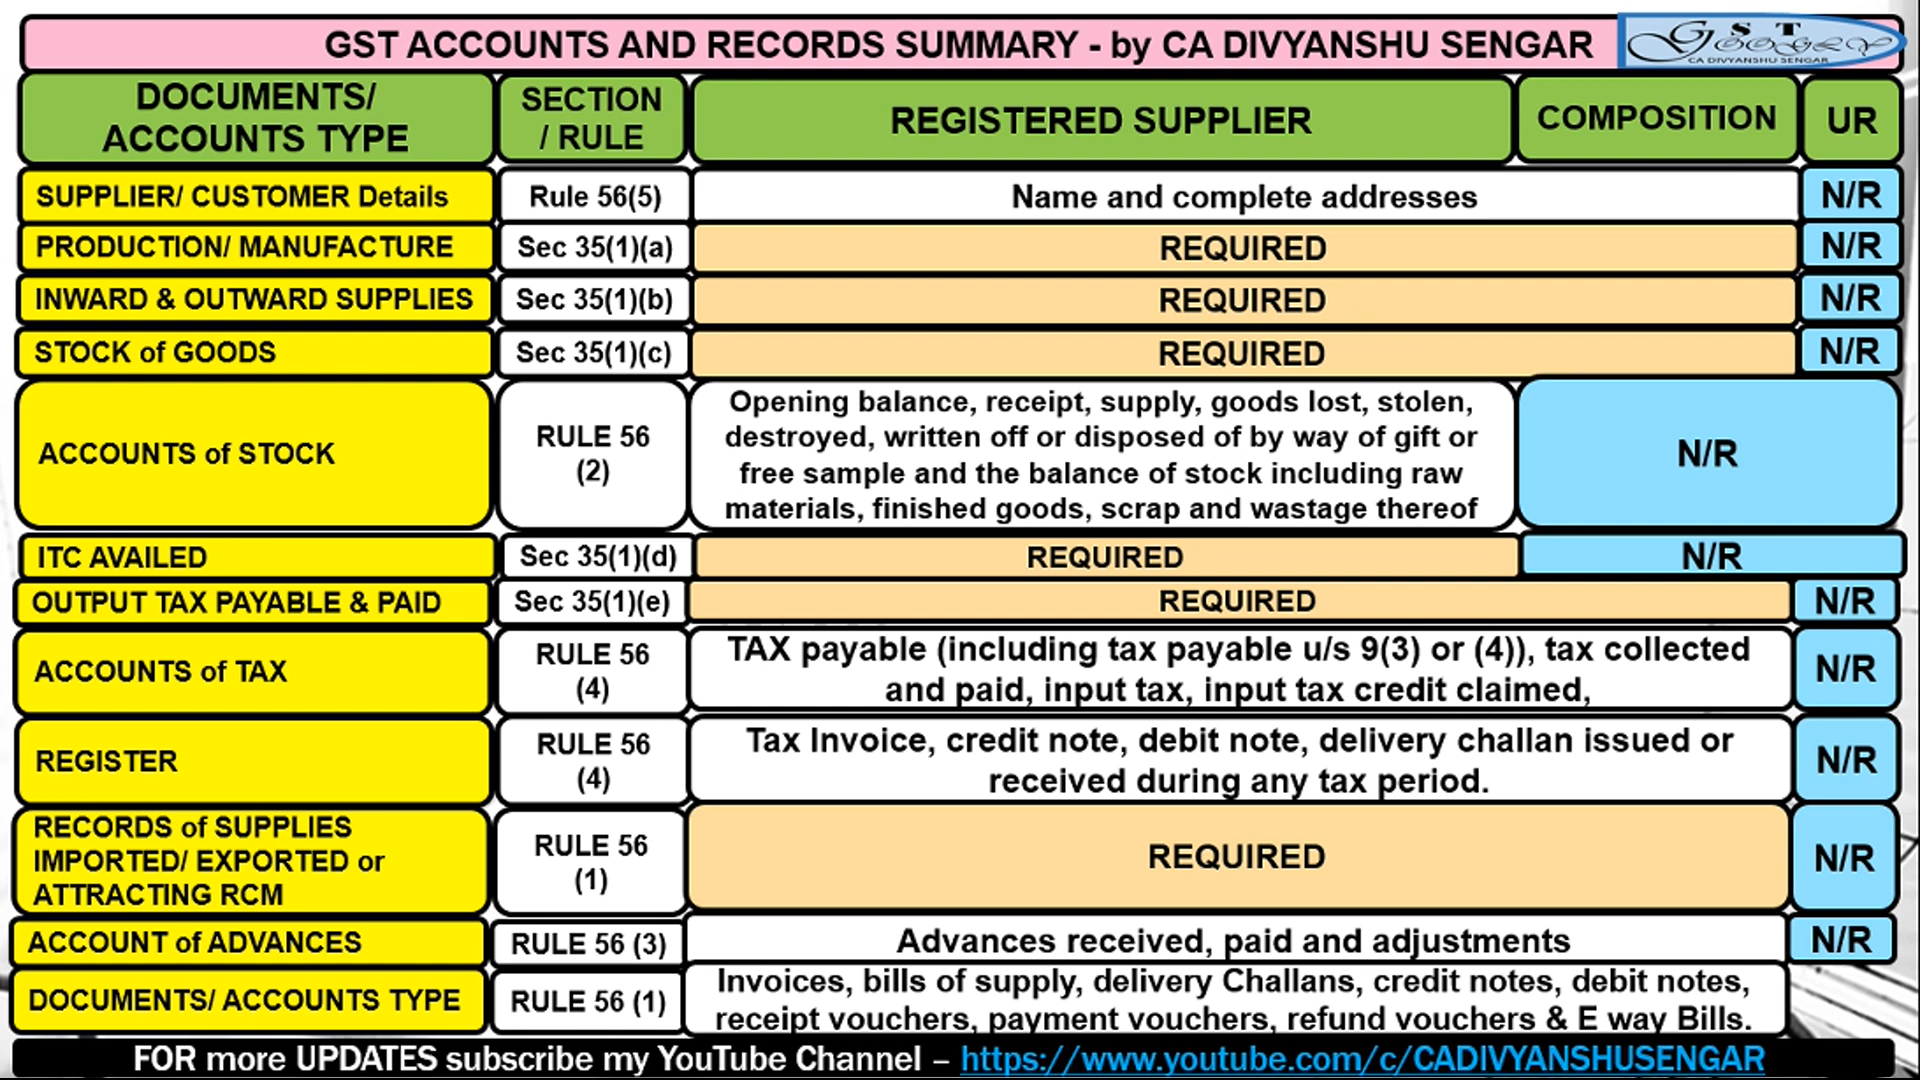 GST ACCOUNTS AND RECORDS SUMMARY - by CA DIVYANSHU SENGAR
GST
GOOGLY
CA DIVYANSHU SENGAR
DOCUMENTS/
ACCOUNTS TYPE
SECTION
/ RULE
REGISTERED SUPPLIER
COMPOSITION
UR
SUPPLIER/ CUSTOMER Details
Rule 56(5)
Name and complete addresses
N/R
PRODUCTION/ MANUFACTURE
Sec 35(1)(a)
REQUIRED
N/R
INWARD & OUTWARD SUPPLIES
Sec 35(1)(b)
REQUIRED
N/R
STOCK of GOODS
Sec 35(1)(c)
REQUIRED
N/R
ACCOUNTS of STOCK
RULE 56
(2)
Opening balance, receipt, supply, goods lost, stolen,
destroyed, written off or disposed of by way of gift or
free sample and the balance of stock including raw
materials, finished goods, scrap and wastage thereof
N/R
ITC AVAILED
Sec 35(1)(d)
REQUIRED
N/R
OUTPUT TAX PAYABLE & PAID
Sec 35(1)(e)
REQUIRED
N/R
ACCOUNTS of TAX
RULE 56
(4)
TAX payable (including tax payable u/s 9(3) or (4)), tax collected
and paid, input tax, input tax credit claimed,
N/R
REGISTER
RULE 56
(4)
Tax Invoice, credit note, debit note, delivery challan issued or
received during any tax period.
N/R
RECORDS of SUPPLIES
IMPORTED/ EXPORTED or
ATTRACTING RCM
RULE 56
(1)
REQUIRED
N/R
ACCOUNT of ADVANCES
RULE 56 (3)
Advances received, paid and adjustments
N/R
DOCUMENTS/ ACCOUNTS TYPE
RULE 56 (1)
Invoices, bills of supply, delivery Challans, credit notes, debit notes,
receipt vouchers, payment vouchers, refund vouchers & E way Bills.
FOR more UPDATES subscribe my YouTube Channel – https://www.youtube.com/c/CADIVYANSHUSENGAR